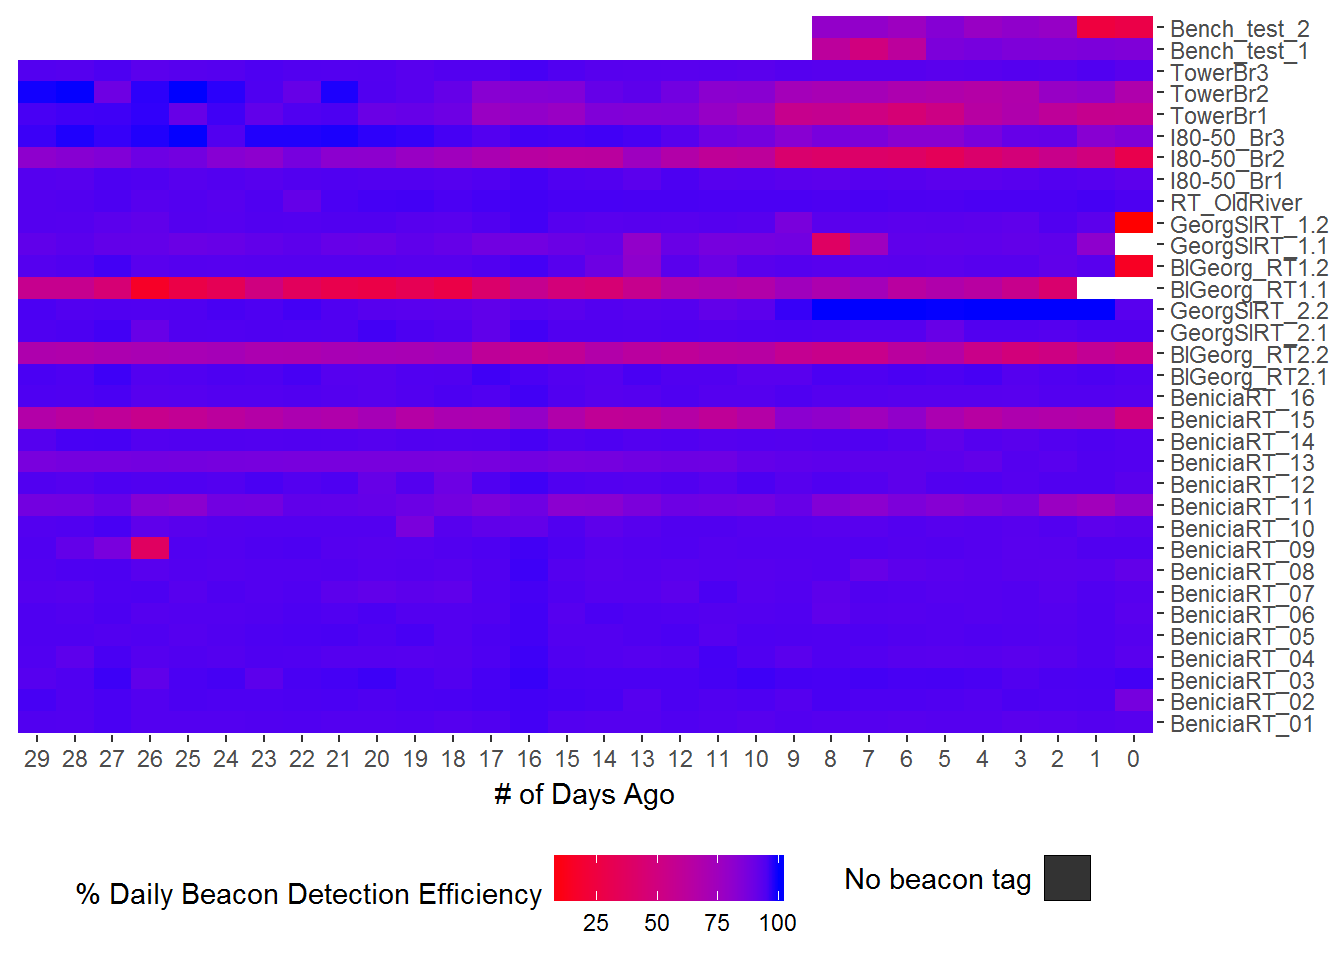 Bench_test_2
Bench_test_1
TowerBr3
TowerBr2
TowerBr1
I80-50_Br3
I80-50_Br2
I80-50_Br1
RT_OldRiver
GeorgSlRT_1.2
GeorgSlRT_1.1
BlGeorg_RT1.2
BlGeorg_RT1.1
GeorgSlRT_2.2
GeorgSlRT_2.1
BlGeorg_RT2.2
BlGeorg_RT2.1
BeniciaRT_16
BeniciaRT_15
BeniciaRT_14
BeniciaRT_13
BeniciaRT_12
BeniciaRT_11
BeniciaRT_10
BeniciaRT_09
BeniciaRT_08
BeniciaRT_07
BeniciaRT_06
BeniciaRT_05
BeniciaRT_04
BeniciaRT_03
BeniciaRT_02
BeniciaRT_01
29 28 27 26 25 24 23 22 21 20 19 18 17 16 15 14 13 12 11 10 9 8 7 6 5 4 3 2 1 0
# of Days Ago
% Daily Beacon Detection Efficiency
25 50 75 100
No beacon tag